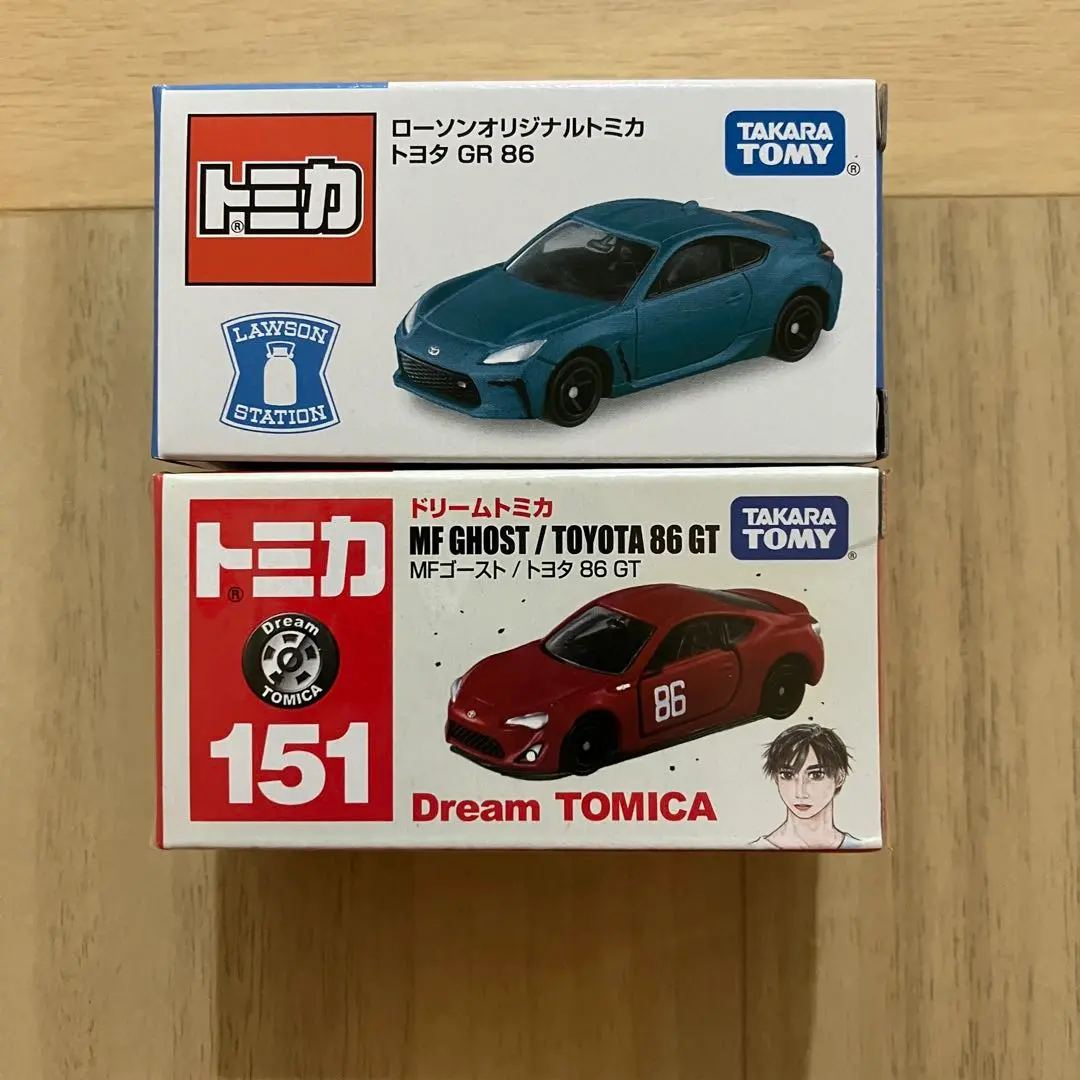 トミカ
®
ローソンオリジナルトミカ
トヨタ GR 86
TAKARA
TOMY
®
LAWSON
STATION
トミカ
®
Dream
TOMICA
151
ドリームトミカ
MF GHOST / TOYOTA 86 GT
MFゴースト / トヨタ 86 GT
TAKARA
TOMY
®
86
Dream TOMICA